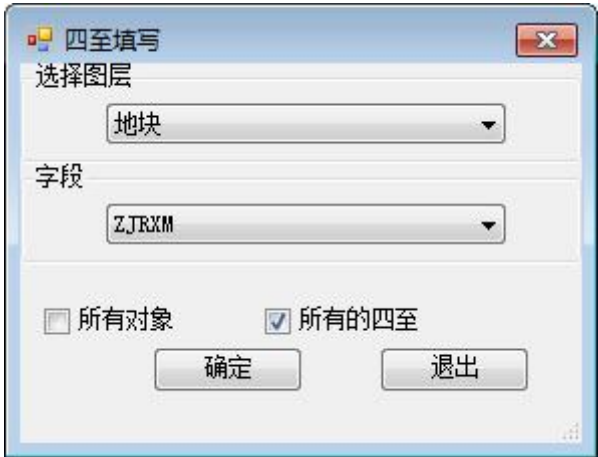 四至填写
选择图层
地块
字段
ZJRXM
所有对象 所有的四至
确定 退出